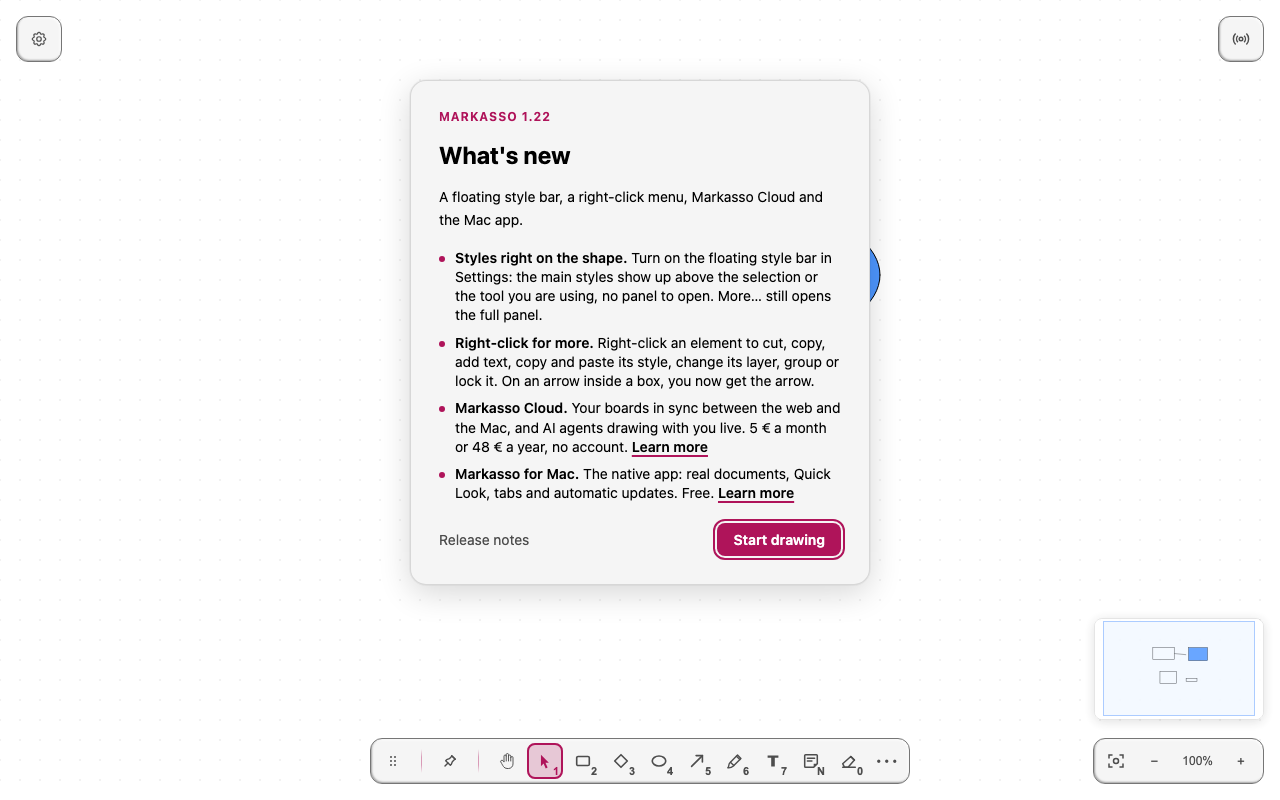 MARKASSO 1.22
What's new
A floating style bar, a right-click menu, Markasso Cloud and
the Mac app.
Styles right on the shape. Turn on the floating style bar in
Settings: the main styles show up above the selection or
the tool you are using, no panel to open. More... still opens
the full panel.
Right-click for more. Right-click an element to cut, copy,
add text, copy and paste its style, change its layer, group or
lock it. On an arrow inside a box, you now get the arrow.
Markasso Cloud. Your boards in sync between the web and
the Mac, and AI agents drawing with you live. 5 € a month
or 48 € a year, no account. Learn more
Markasso for Mac. The native app: real documents, Quick
Look, tabs and automatic updates. Free. Learn more
Release notes
Start drawing
1 2 3 4 5 6 T 7 N 0
− 100% +